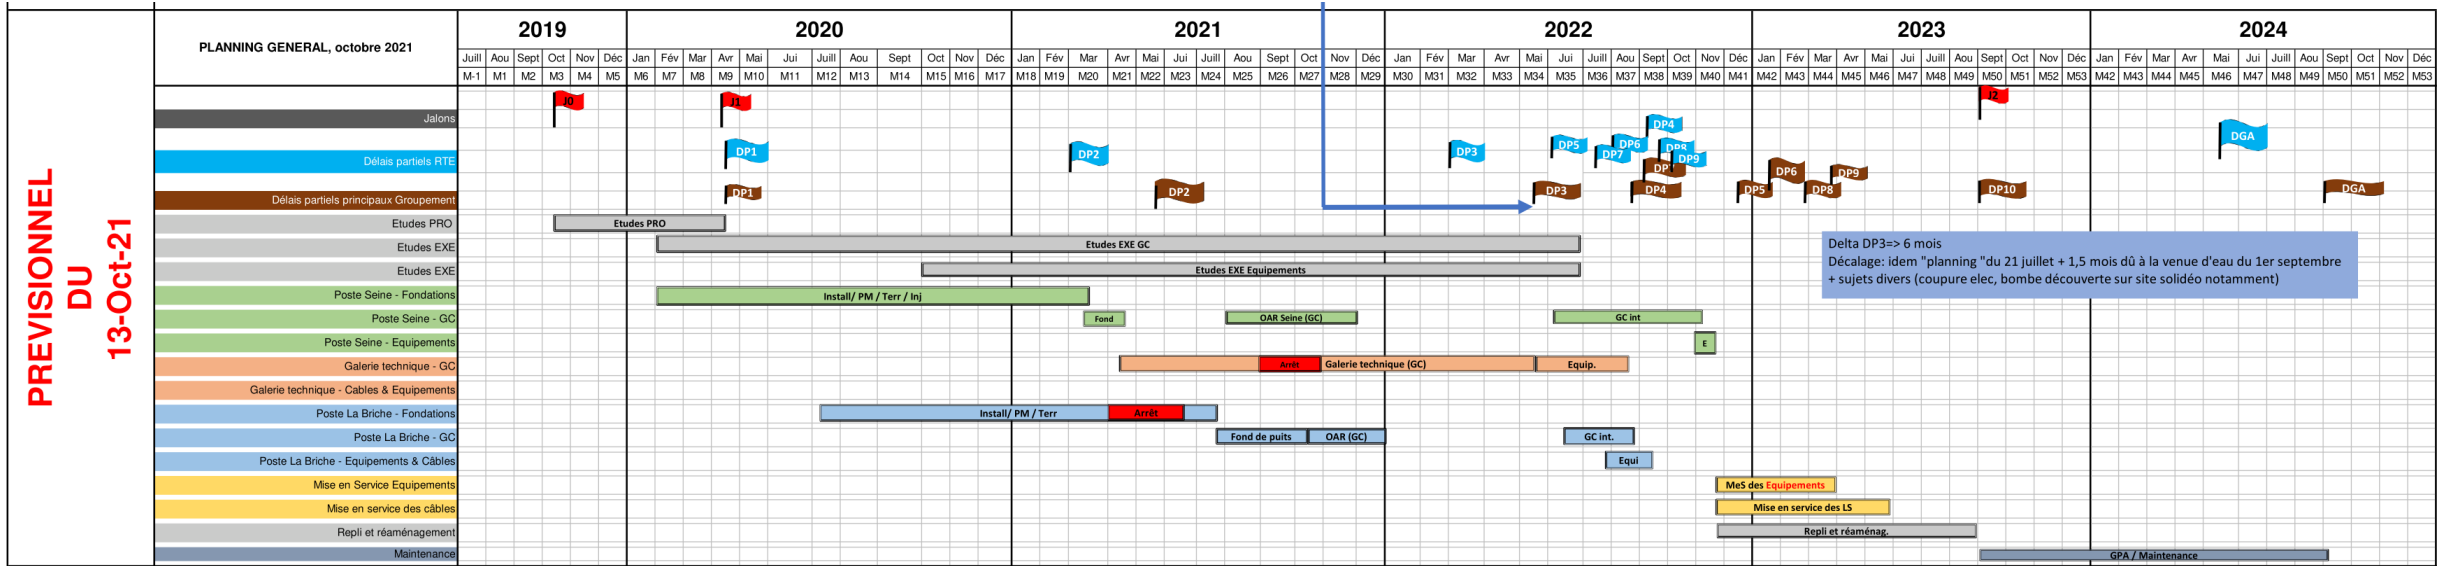 PREVISIONNEL
DU
13-Oct-21
PLANNING GENERAL, octobre 2021
2019 2020 2021 2022 2023 2024
Juill Aou Sept Oct Nov Déc Jan Fév Mar Avr Mai Jui Juill Aou Sept Oct Nov Déc Jan Fév Mar Avr Mai Jui Juill Aou Sept Oct Nov Déc Jan Fév Mar Avr Mai Jui Juill Aou Sept Oct Nov Déc Jan Fév Mar Avr Mai Jui Juill Aou Sept Oct Nov Déc Jan Fév Mar Avr Mai Jui Juill Aou Sept Oct Nov Déc
M-1 M1 M2 M3 M4 M5 M6 M7 M8 M9 M10 M11 M12 M13 M14 M15 M16 M17 M18 M19 M20 M21 M22 M23 M24 M25 M26 M27 M28 M29 M30 M31 M32 M33 M34 M35 M36 M37 M38 M39 M40 M41 M42 M43 M44 M45 M46 M47 M48 M49 M50 M51 M52 M53 M42 M43 M44 M45 M46 M47 M48 M49 M50 M51 M52 M53
J0 J1 J2
Jalons
DP4
DGA
Délais partiels RTE
DP1 DP2 DP3 DP5 DP7 DP6 DP8 DP9
DP6 DP9
Délais partiels principaux Groupement
DP1 DP2 DP3 DP4 DP5 DP8 DP10 DGA
Etudes PRO
Etudes PRO
Etudes EXE
Etudes EXE GC
Etudes EXE
Etudes EXE Equipements
Delta DP3=> 6 mois
Décalage: idem "planning "du 21 juillet + 1,5 mois dû à la venue d'eau du 1er septembre
+ sujets divers (coupure elec, bombe découverte sur site solidéo notamment)
Poste Seine - Fondations
Install/ PM / Terr / Inj
Poste Seine - GC
Fond OAR Seine (GC) GC int
Poste Seine - Equipements
E
Galerie technique - GC
Arrêt Galerie technique (GC) Equip.
Galerie technique - Cables & Equipements
Poste La Briche - Fondations
Install/ PM / Terr Arrêt
Poste La Briche - GC
Fond de puits OAR (GC) GC int.
Poste La Briche - Equipements & Câbles
Equi
Mise en Service Equipements
MeS des Equipements
Mise en service des câbles
Mise en service des LS
Repli et réaménagement
Repli et réaménag.
Maintenance
GPA / Maintenance